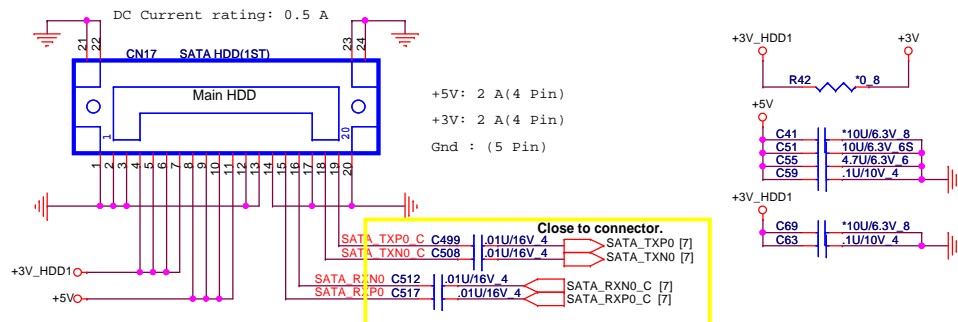 DC Current rating: 0.5 A
21
22
23
24
CN17 SATA HDD(1ST)
Main HDD
1
20
1 2 3 4 5 6 7 8 9 10 11 12 13 14 15 16 17 18 19 20
+5V: 2 A(4 Pin)
+3V: 2 A(4 Pin)
Gnd : (5 Pin)
+3V_HDD1
+5V
Close to connector.
SATA_TXP0_C C499 .01U/16V_4 SATA_TXP0 [7]
SATA_TXN0_C C508 .01U/16V_4 SATA_TXN0 [7]
SATA_RXN0 C512 .01U/16V_4 SATA_RXN0_C [7]
SATA_RXP0 C517 .01U/16V_4 SATA_RXP0_C [7]
+3V_HDD1 +3V
R42 *0_8
+5V
C41 *10U/6.3V_8
C51 10U/6.3V_6S
C55 4.7U/6.3V_6
C59 .1U/10V_4
+3V_HDD1
C69 *10U/6.3V_8
C63 .1U/10V_4